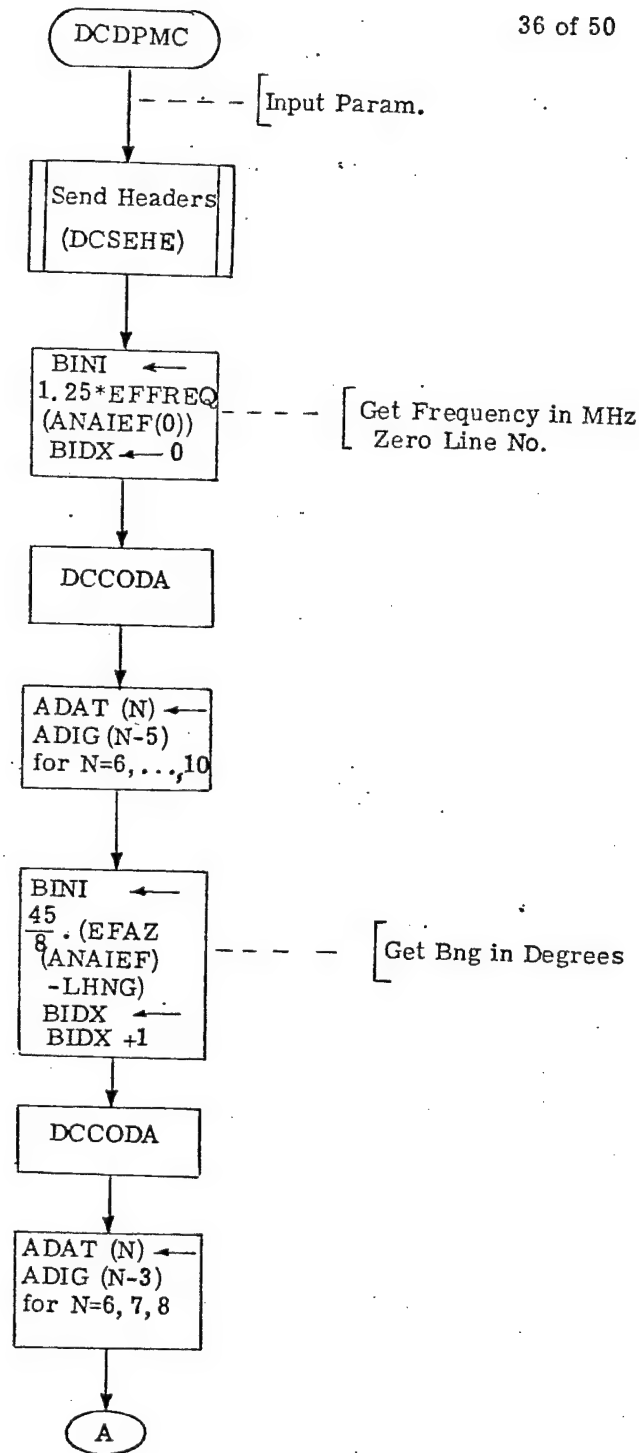 36 of 50
DCDPMC
Input Param.
Send Headers
(DCSEHE)
BINI ←
1.25*EFFREQ
(ANAIEF(0))
BIDX ← 0
Get Frequency in MHz
Zero Line No.
DCCODA
ADAT (N) ←
ADIG (N-5)
for N=6, ..., 10
BINI ←
45
8 . (EFAZ
(ANAIEF)
-LHNG)
BIDX ←
BIDX +1
Get Bng in Degrees
DCCODA
ADAT (N) ←
ADIG (N-3)
for N=6, 7, 8
A